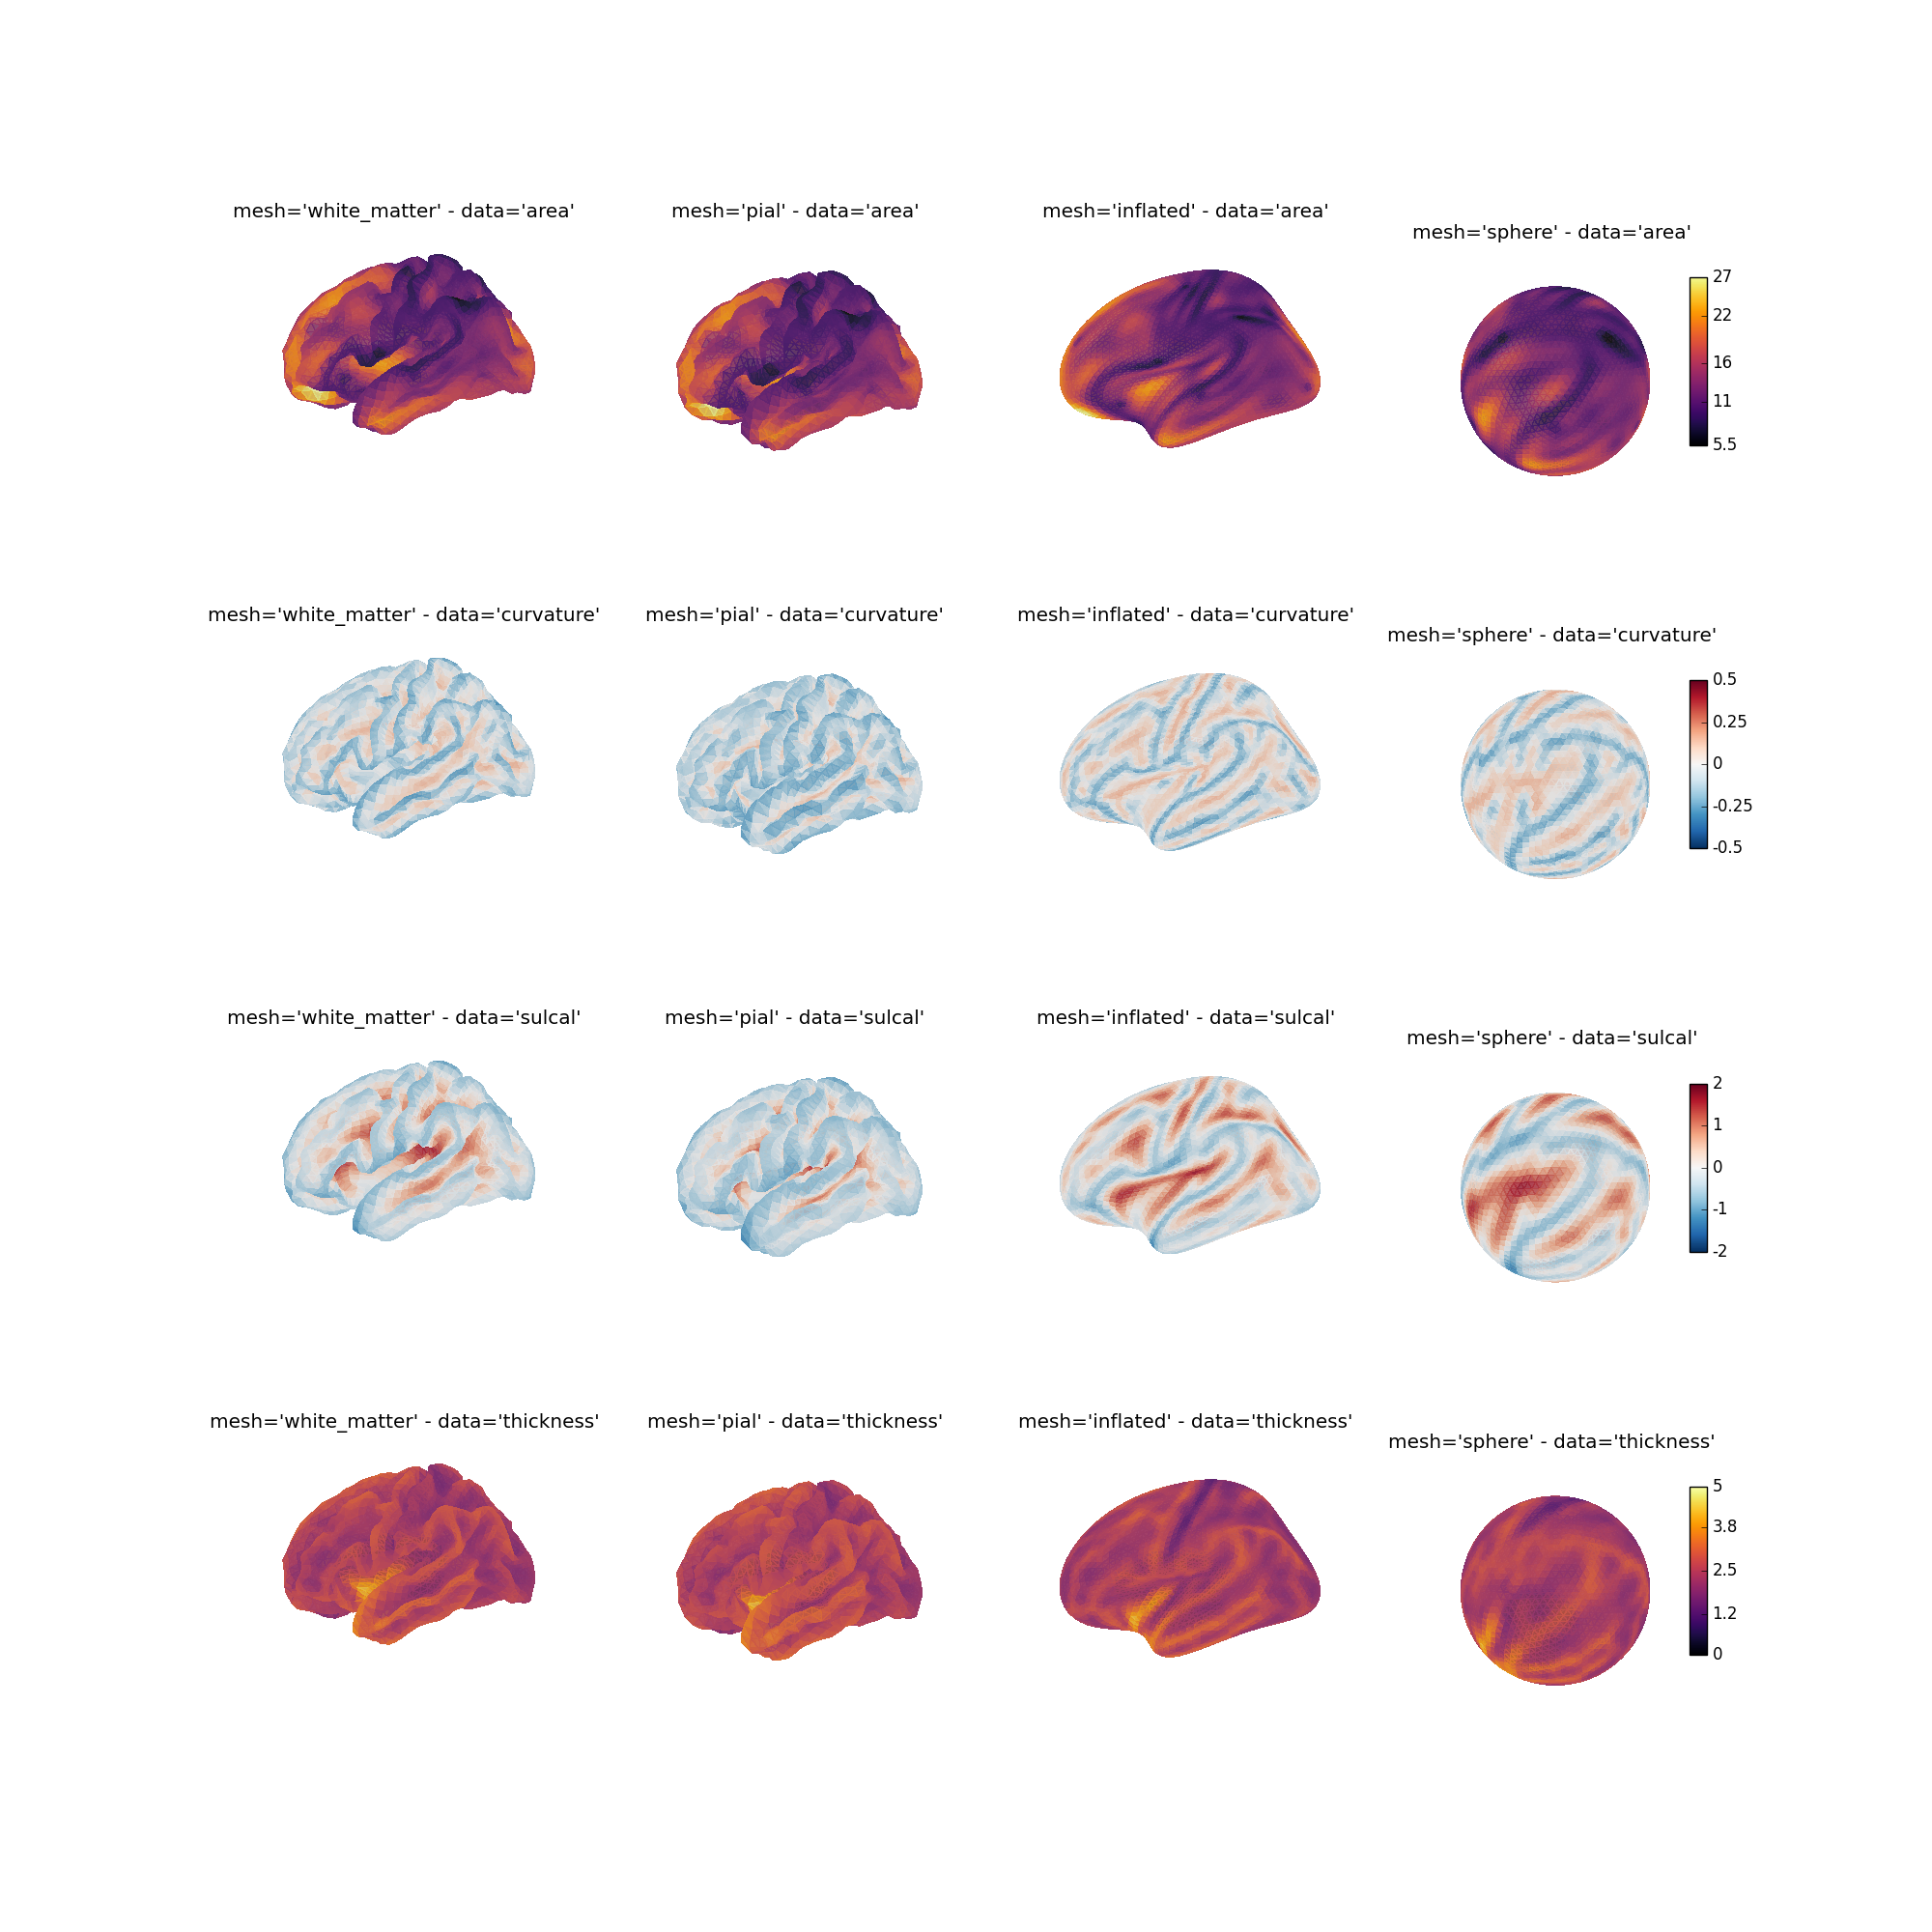 mesh='white_matter' - data='area'
mesh='pial' - data='area'
mesh='inflated' - data='area'
mesh='sphere' - data='area'
27
22
16
11
5.5
mesh='white_matter' - data='curvature'
mesh='pial' - data='curvature'
mesh='inflated' - data='curvature'
mesh='sphere' - data='curvature'
0.5
0.25
0
-0.25
-0.5
mesh='white_matter' - data='sulcal'
mesh='pial' - data='sulcal'
mesh='inflated' - data='sulcal'
mesh='sphere' - data='sulcal'
2
1
0
-1
-2
mesh='white_matter' - data='thickness'
mesh='pial' - data='thickness'
mesh='inflated' - data='thickness'
mesh='sphere' - data='thickness'
5
3.8
2.5
1.2
0